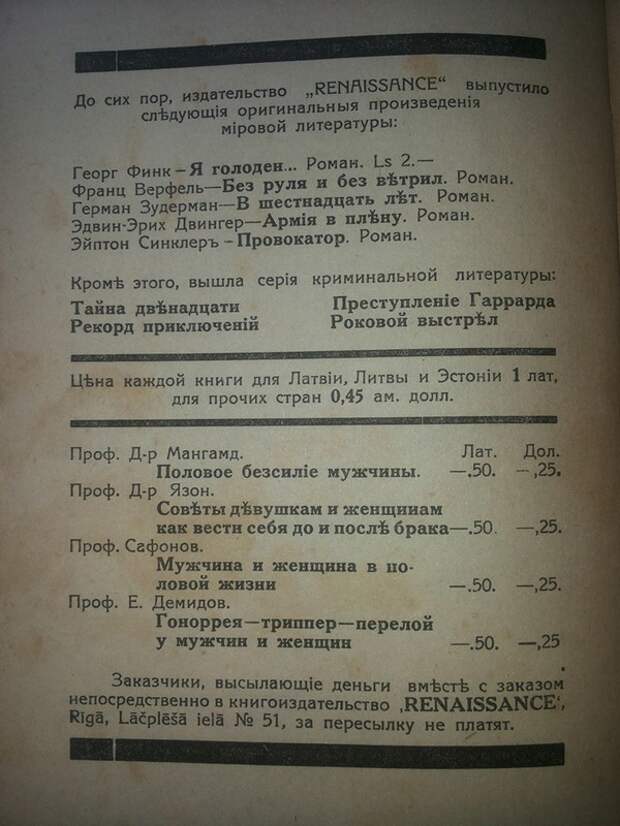 До сих пор, издательство „RENAISSANCE“ выпустило
слѣдующія оригинальныя произведенія
міровой литературы:
Георг Финк – Я голоден... Роман. Ls 2.—
Франц Верфель—Без руля и без вѣтрил. Роман.
Герман Зудерман—В шестнадцать лѣт. Роман.
Эдвин-Эрих Двингер—Армія в плѣну. Роман.
Эйптон Синклеръ – Провокатор. Роман.
Кромѣ этого, вышла серія криминальной литературы:
Тайна двѣнадцати Преступленіе Гаррарда
Рекорд приключеній Роковой выстрѣл
Цѣна каждой книги для Латвіи, Литвы и Эстоніи 1 лат,
для прочих стран 0,45 ам. долл.
Проф. Д-р Мангамд. Лат. Дол.
Половое безсиліе мужчины. —.50. —,25.
Проф. Д-р Язон.
Совѣты дѣвушкам и женщинам
как вести себя до и послѣ брака—.50. —,25.
Проф. Сафонов.
Мужчина и женщина в по-
ловой жизни —.50. —,25.
Проф. Е. Демидов.
Гоноррея—триппер—перелой
у мужчин и женщин —.50. —,25
Заказчики, высылающіе деньги вмѣстѣ с заказом
непосредственно в книгоиздательство ‚RENAISSANCE‘,
Rīgā, Lāčplēša ielā № 51, за пересылку не платят.